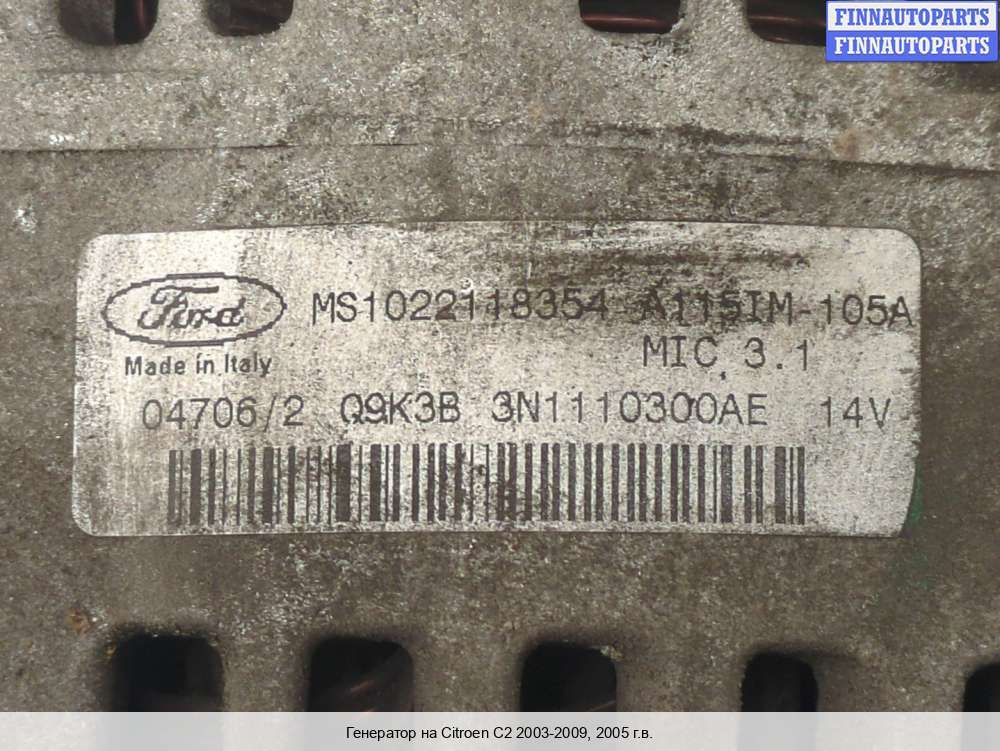 FINNAUTOPARTS
FINNAUTOPARTS
Ford MS1022118354 A115IM-105A
Made in Italy MIC 3.1
04706/2 Q9K3B 3N1110300AE 14V
Генератор на Citroen C2 2003-2009, 2005 г.в.